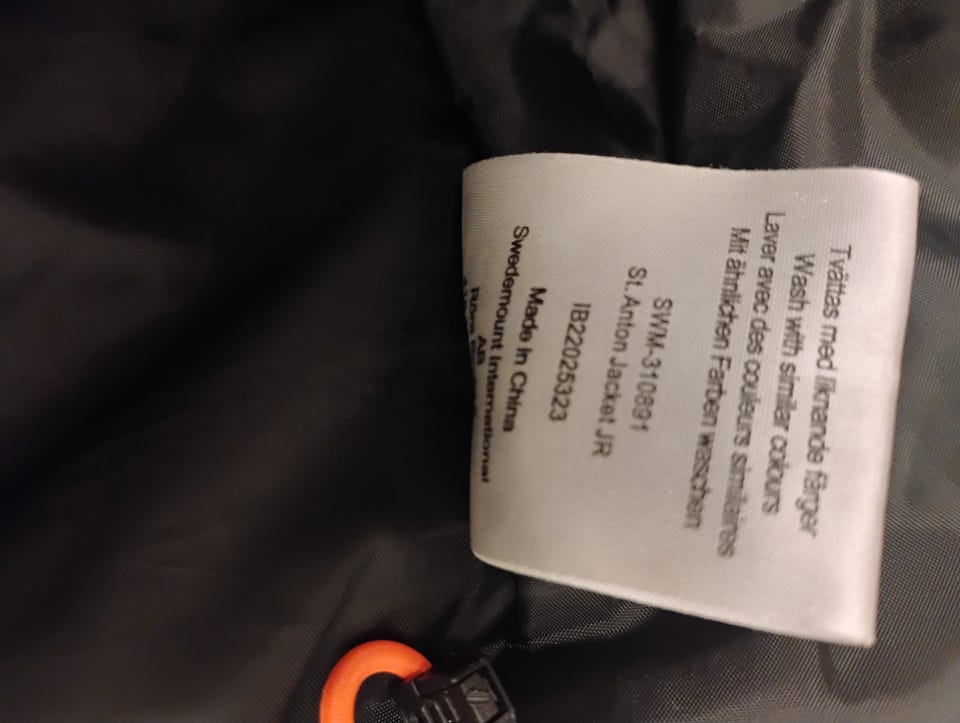 Tvättas med liknande färger
Wash with similar colours
Laver avec des couleurs similaires
Mit ähnlichen Farben waschen
SWM-310891
St. Anton Jacket JR
IB22025323
Made in China
Swedemount International
AB